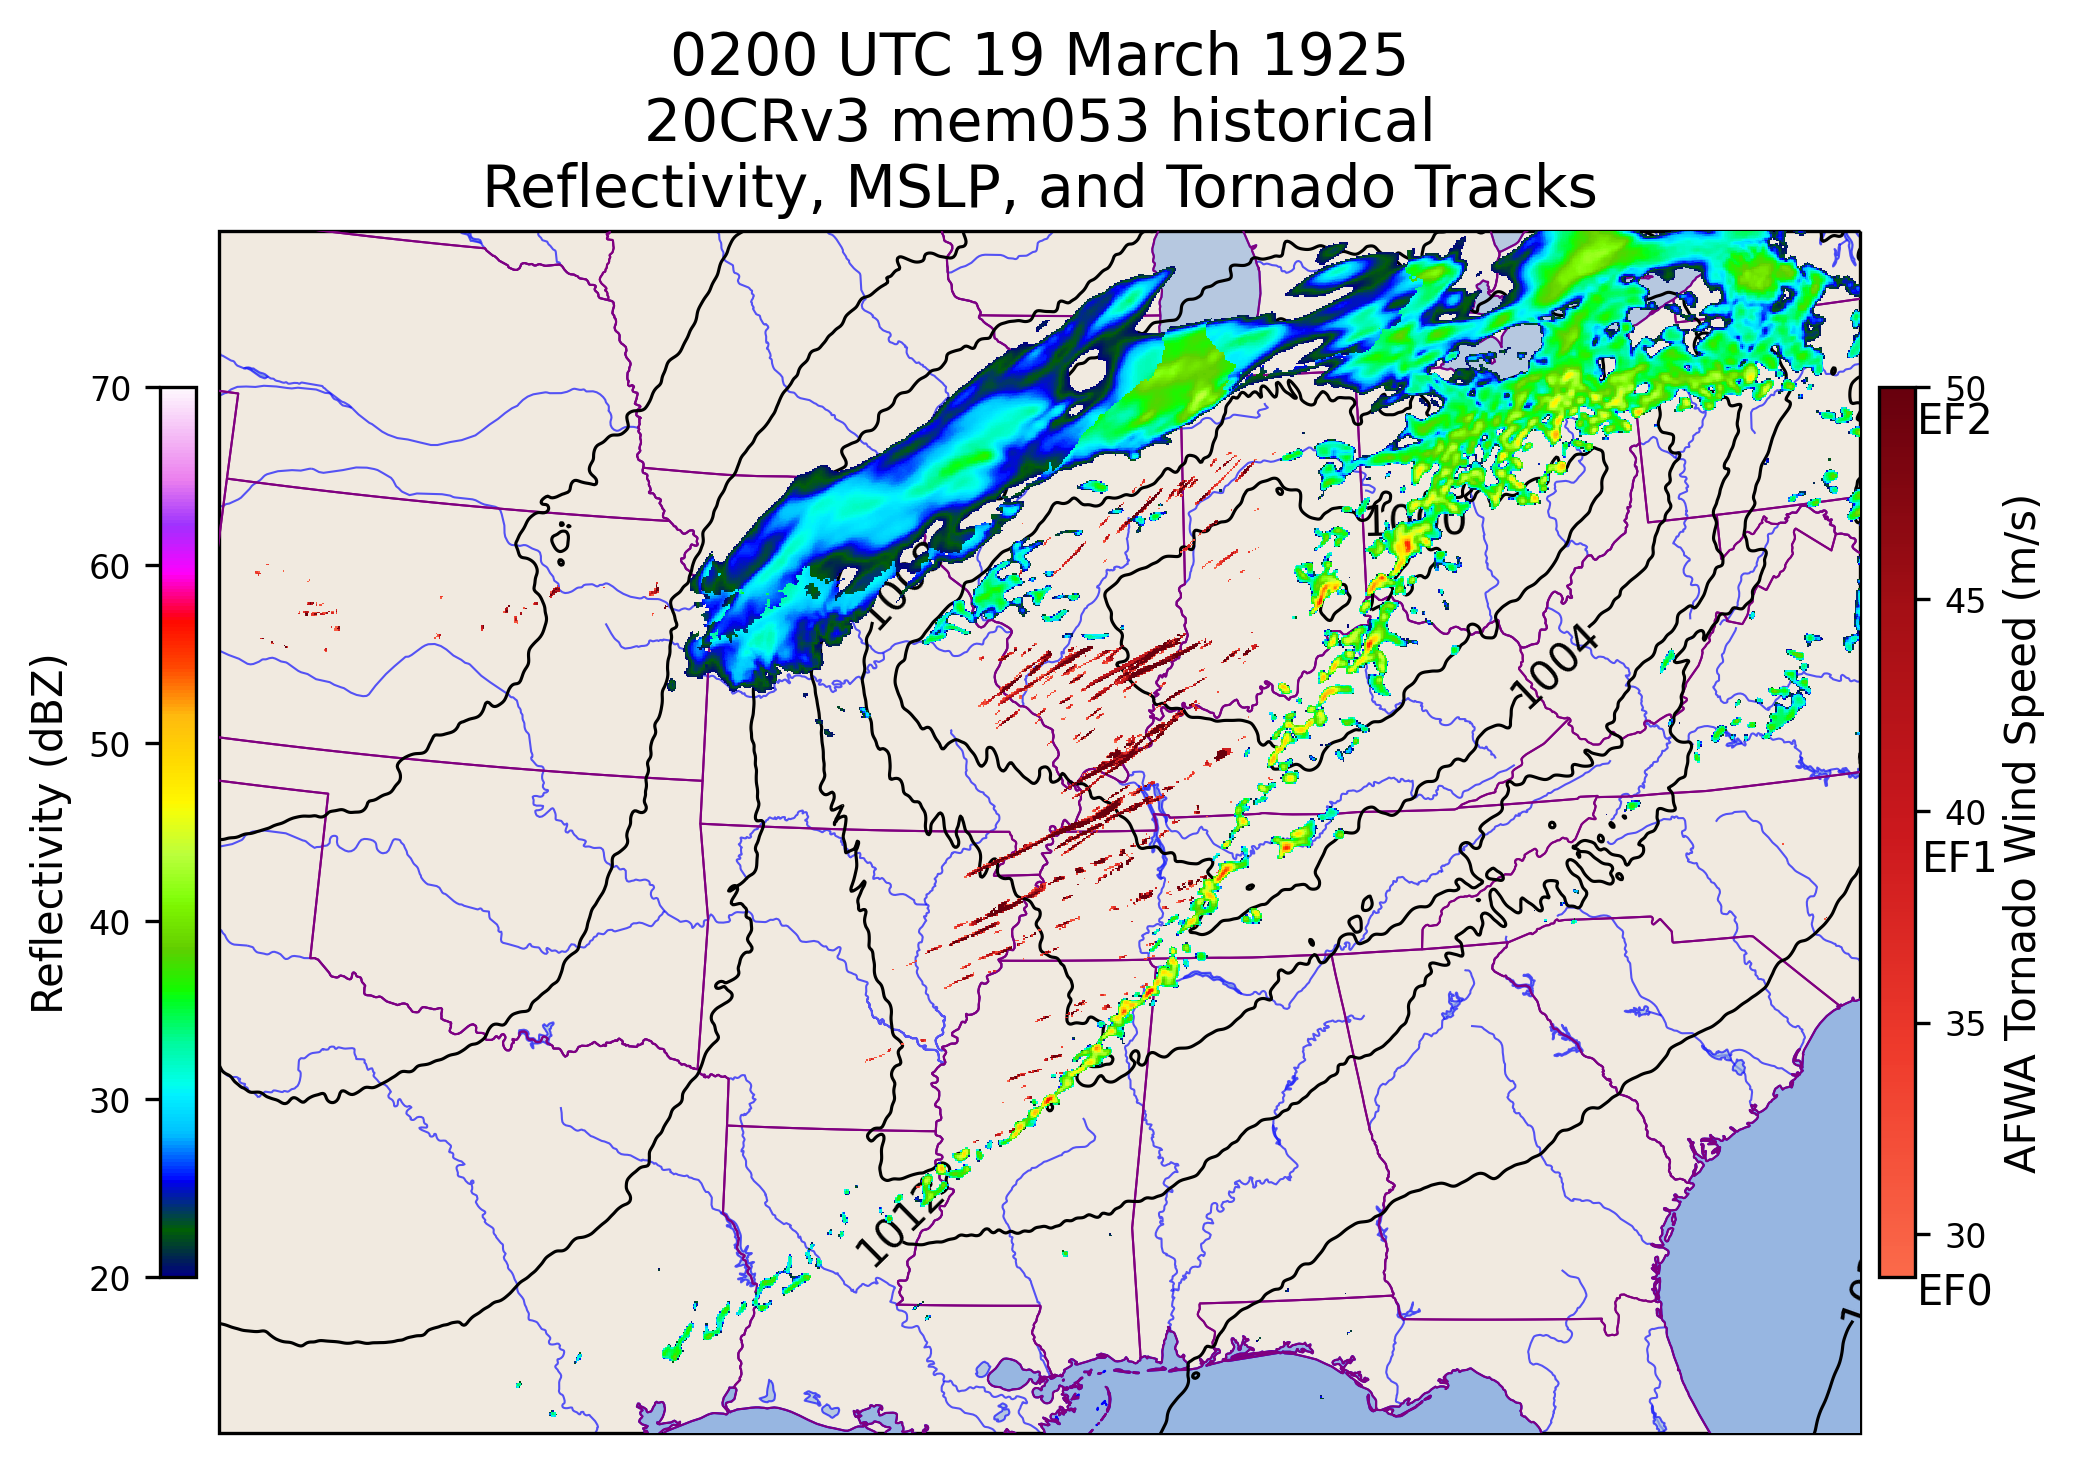 0200 UTC 19 March 1925
20CRv3 mem053 historical
Reflectivity, MSLP, and Tornado Tracks
Reflectivity (dBZ)
70
60
50
40
30
20
1008
1000
1004
1012
50
EF2
45
40
EF1
35
30
EF0
AFWA Tornado Wind Speed (m/s)